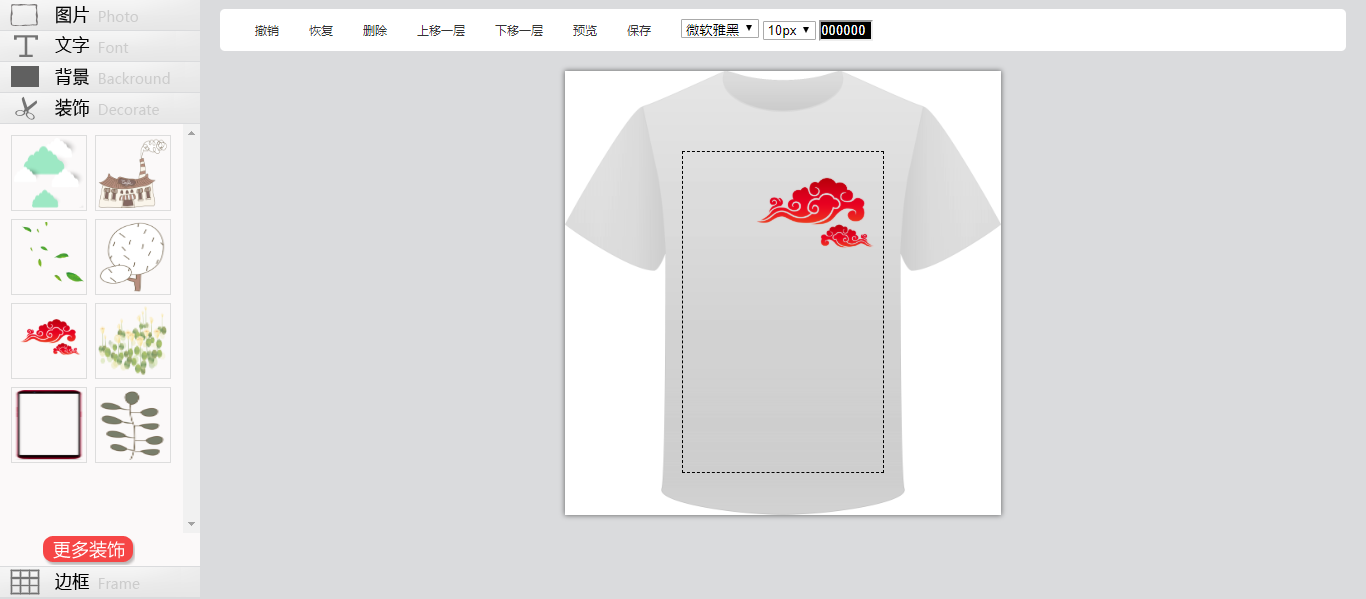 图片 Photo
文字 Font
背景 Backround
装饰 Decorate
更多装饰
边框 Frame
撤销 恢复 删除 上移一层 下移一层 预览 保存 微软雅黑 10px 000000